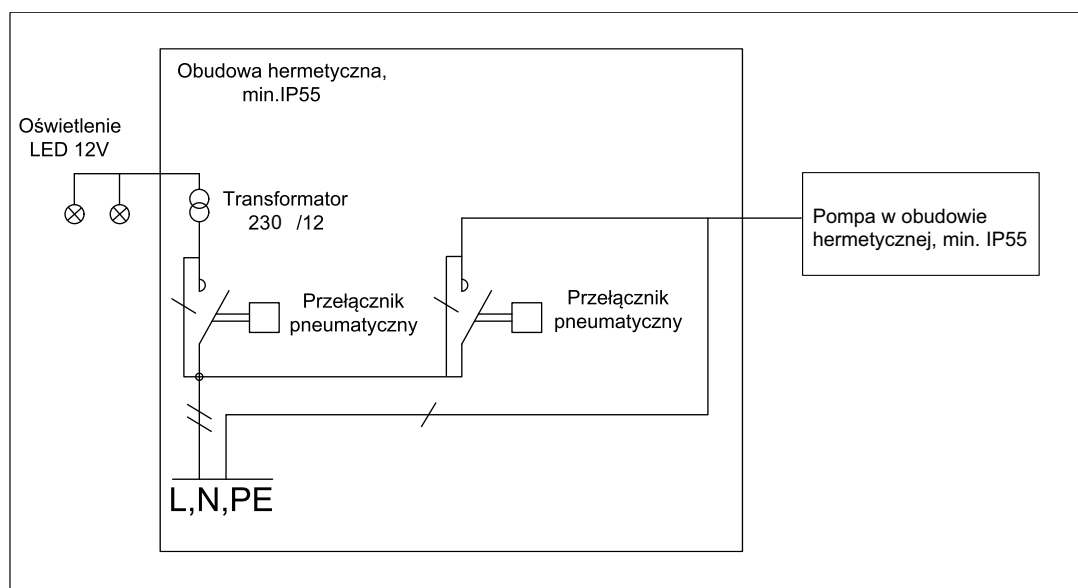 Obudowa hermetyczna,
min.IP55
Oświetlenie
LED 12V
Transformator
230 /12
Pompa w obudowie
hermetycznej, min. IP55
Przełącznik
pneumatyczny
Przełącznik
pneumatyczny
L,N,PE